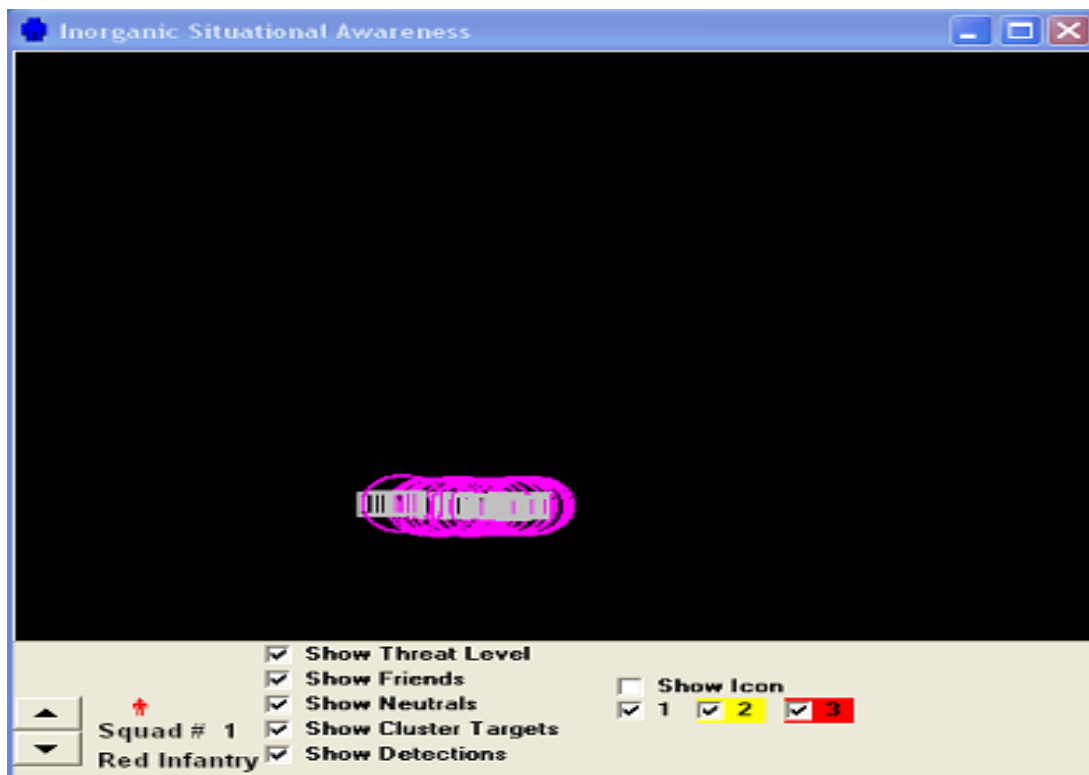 Inorganic Situational Awareness
Show Threat Level
Show Friends
Show Neutrals
Show Cluster Targets
Show Detections
Show Icon
1 2 3
Squad # 1
Red Infantry